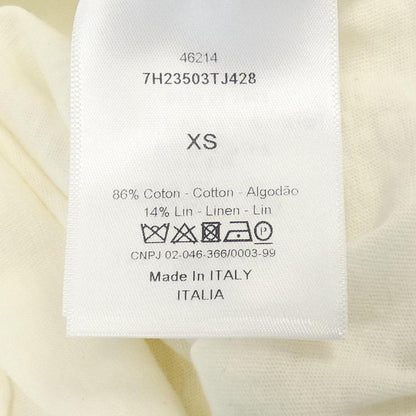 46214
7H23503TJ428
XS
86% Coton - Cotton - Algodão
14% Lin - Linen - Lin
CNPJ 02-046-366/0003-99
Made In ITALY
ITALIA